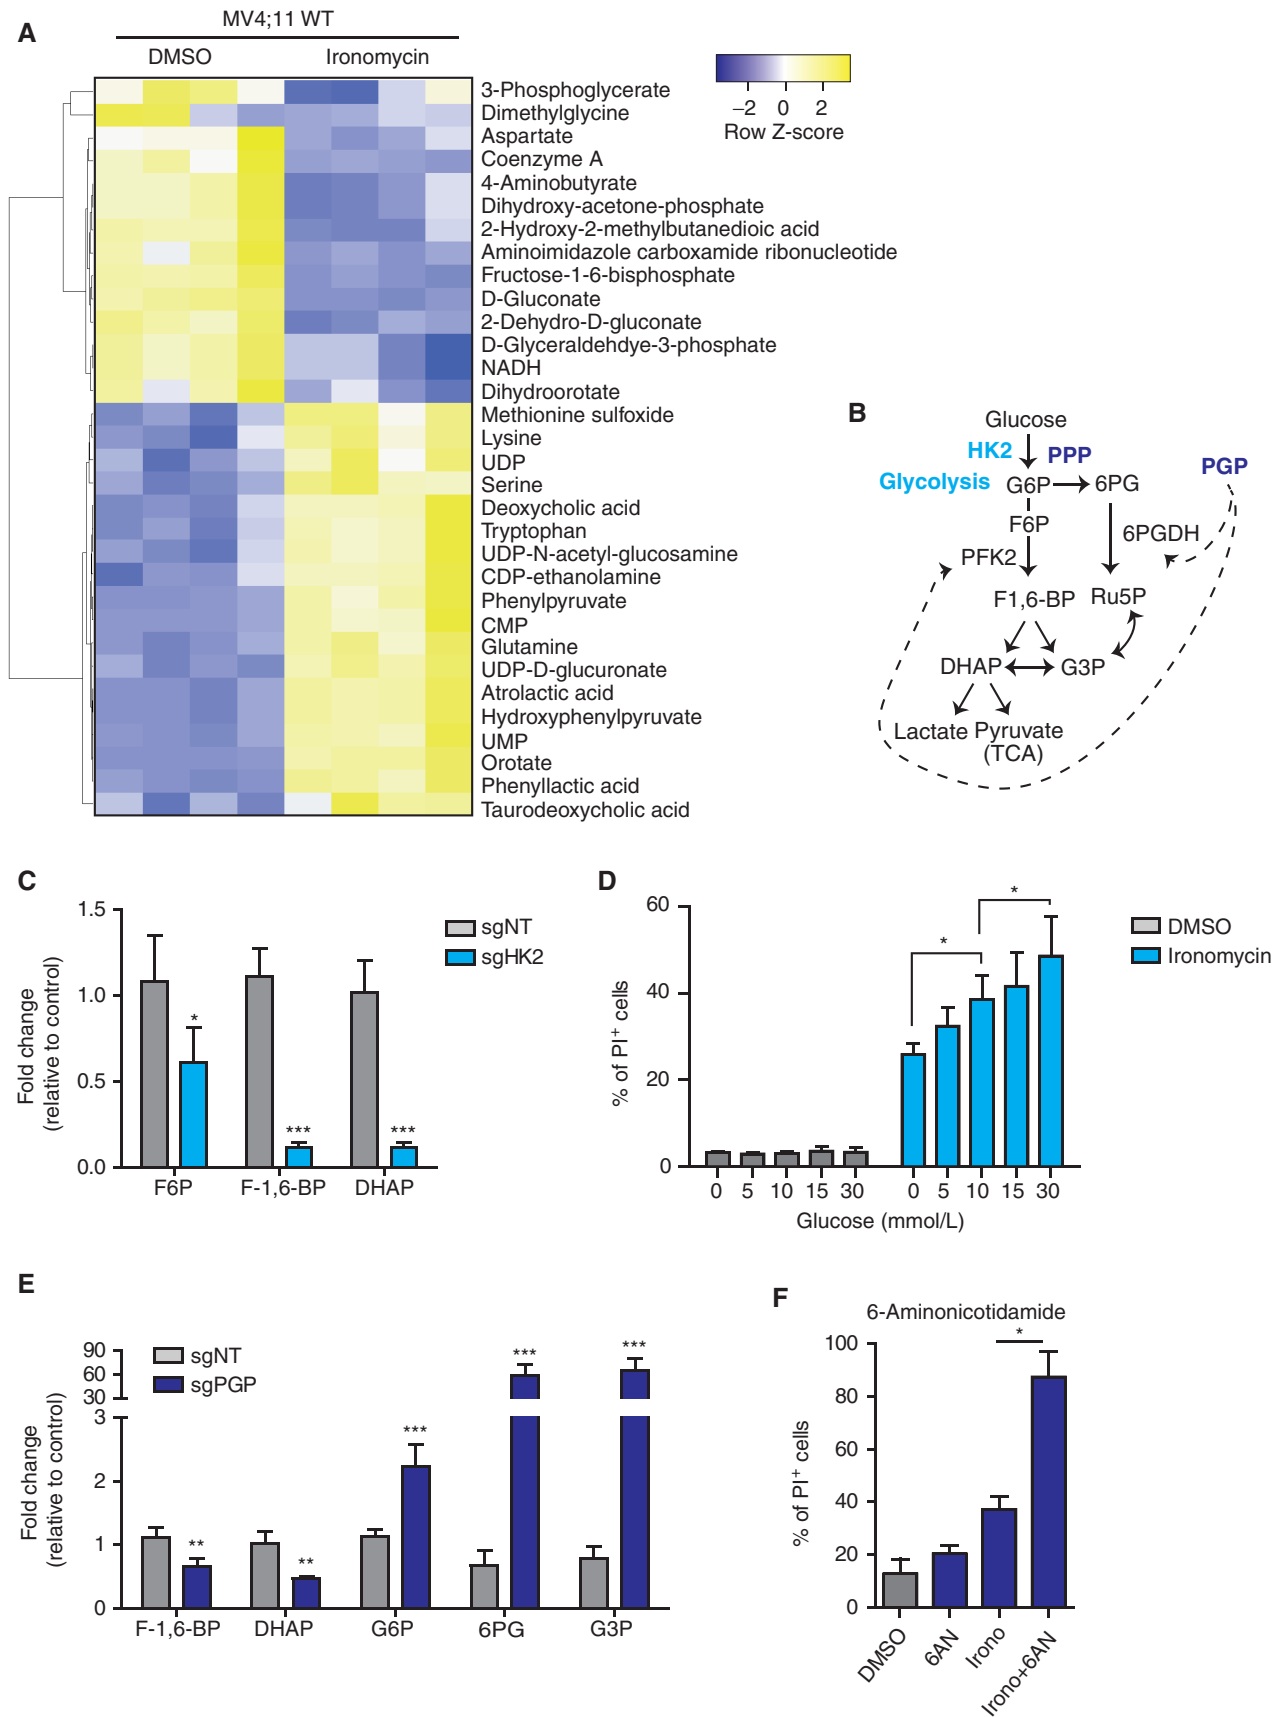 A
MV4;11 WT
DMSO
Ironomycin
−2 0 2
Row Z-score
3-Phosphoglycerate
Dimethylglycine
Aspartate
Coenzyme A
4-Aminobutyrate
Dihydroxy-acetone-phosphate
2-Hydroxy-2-methylbutanedioic acid
Aminoimidazole carboxamide ribonucleotide
Fructose-1-6-bisphosphate
D-Gluconate
2-Dehydro-D-gluconate
D-Glyceraldehdye-3-phosphate
NADH
Dihydroorotate
Methionine sulfoxide
Lysine
UDP
Serine
Deoxycholic acid
Tryptophan
UDP-N-acetyl-glucosamine
CDP-ethanolamine
Phenylpyruvate
CMP
Glutamine
UDP-D-glucuronate
Atrolactic acid
Hydroxyphenylpyruvate
UMP
Orotate
Phenyllactic acid
Taurodeoxycholic acid
B
Glucose
HK2
PPP
PGP
Glycolysis
G6P
6PG
F6P
6PGDH
PFK2
F1,6-BP
Ru5P
DHAP
G3P
Lactate
Pyruvate
(TCA)
C
Fold change
(relative to control)
1.5
1.0
0.5
0.0
*
***
***
sgNT
sgHK2
F6P
F-1,6-BP
DHAP
D
% of PI+ cells
60
40
20
0
*
*
DMSO
Ironomycin
0 5 10 15 30 0 5 10 15 30
Glucose (mmol/L)
E
Fold change
(relative to control)
90
60
30
3
2
1
0
sgNT
sgPGP
**
**
***
***
***
F-1,6-BP
DHAP
G6P
6PG
G3P
F
6-Aminonicotidamide
% of PI+ cells
100
80
60
40
20
0
*
DMSO
6AN
Irono
Irono+6AN